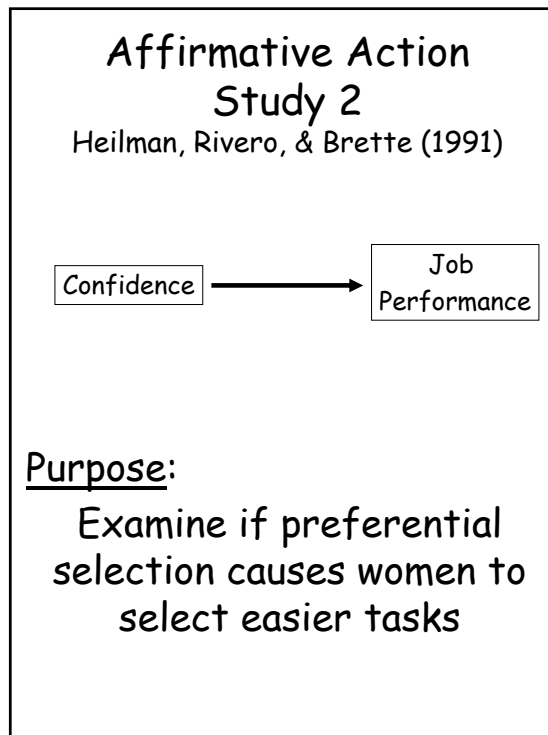 Affirmative Action
Study 2
Heilman, Rivero, & Brette (1991)
Confidence
Job
Performance
Purpose:
Examine if preferential
selection causes women to
select easier tasks